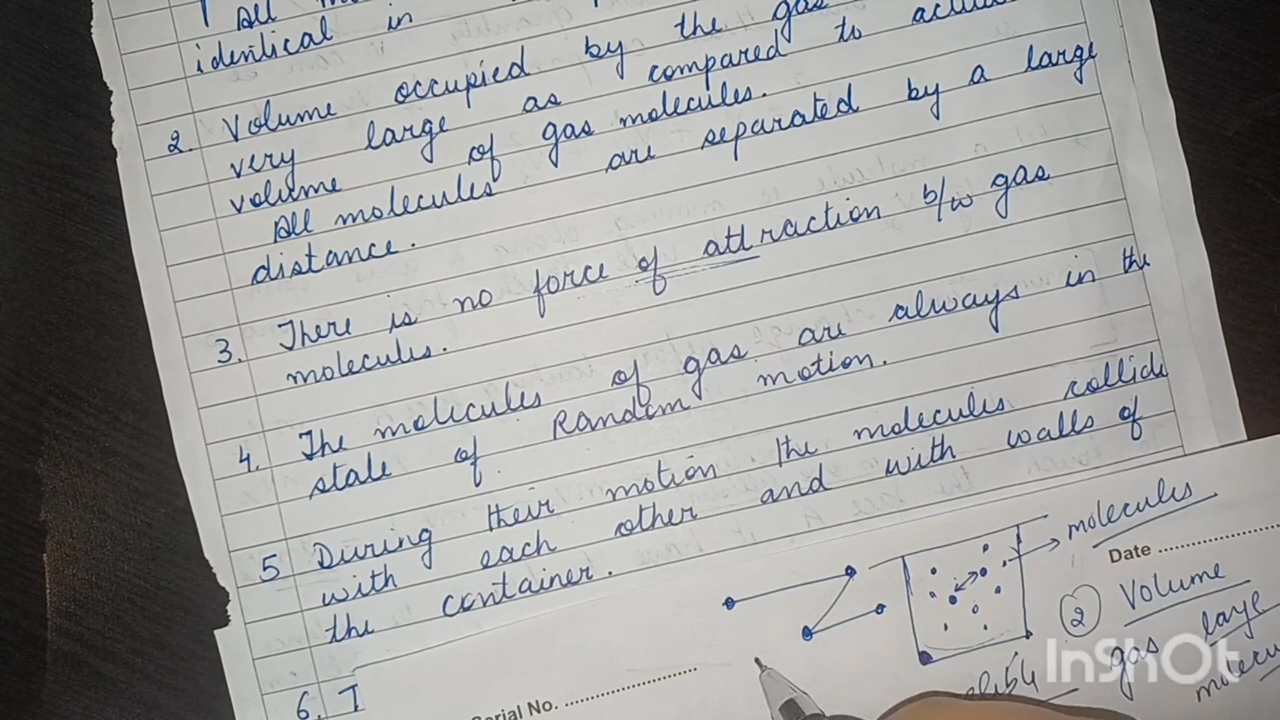 1 All
identical in
2. Volume occupied by the gas
very large as compared to actual
volume of gas molecules.
All molecules are separated by a large
distance.
3. There is no force of attraction b/w gas
molecules.
4. The molecules of gas are always in the
state of Random motion.
5 During their motion the molecules collide
with each other and with walls of
the container.
6. I
Serial No.
molecules
Date
2 Volume
gas large
InShOt